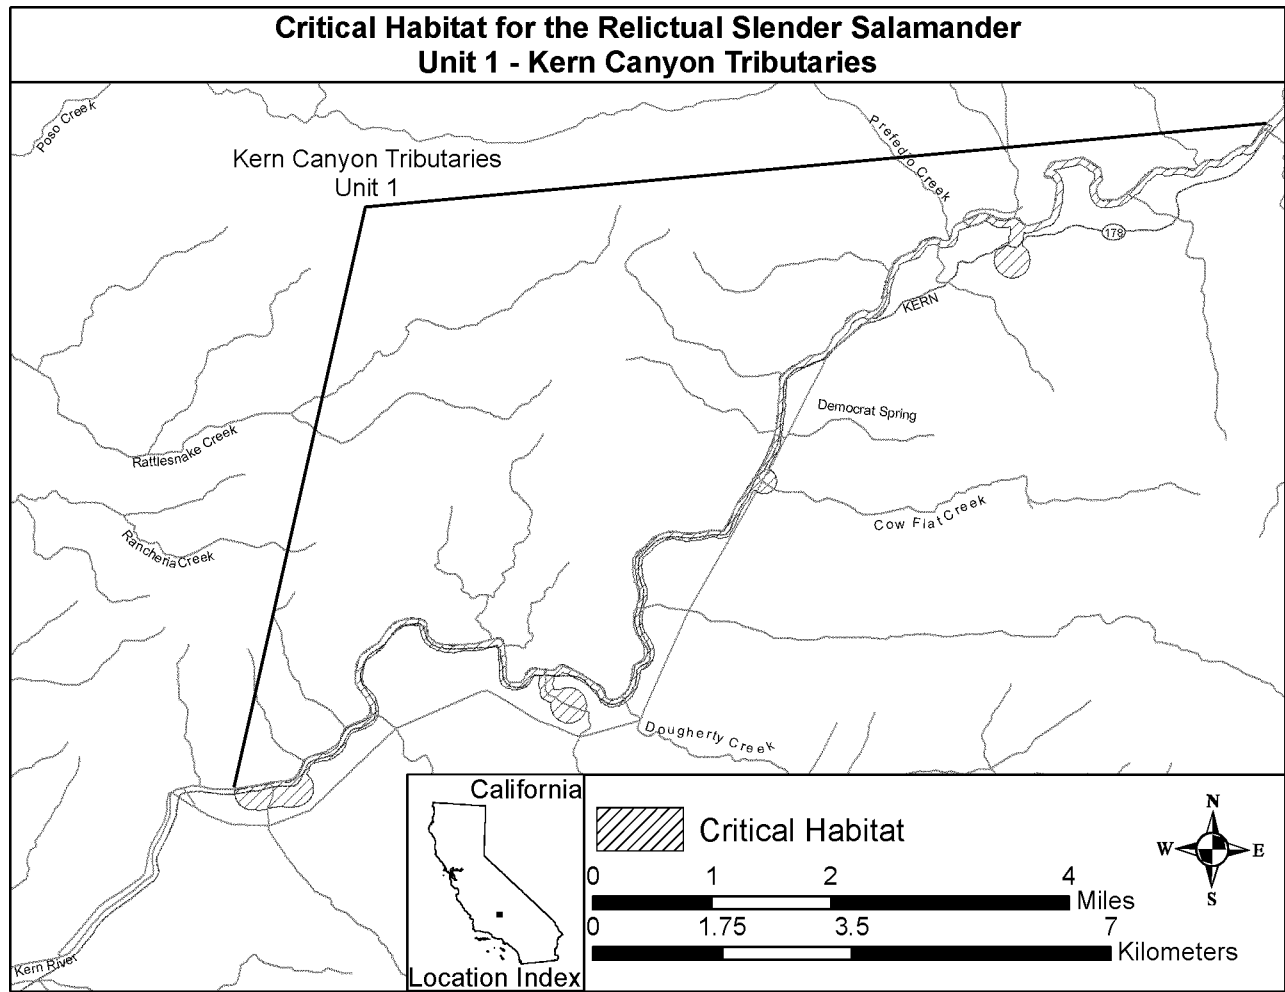 Critical Habitat for the Relictual Slender Salamander
Unit 1 - Kern Canyon Tributaries
Poso Creek
Prefedio Creek
Kern Canyon Tributaries
Unit 1
178
KERN
Democrat Spring
Rattlesnake Creek
Cow Flat Creek
Rancheria Creek
Dougherty Creek
Kern River
California
Location Index
Critical Habitat
0 1 2 4
Miles
0 1.75 3.5 7
Kilometers
N
W E
S